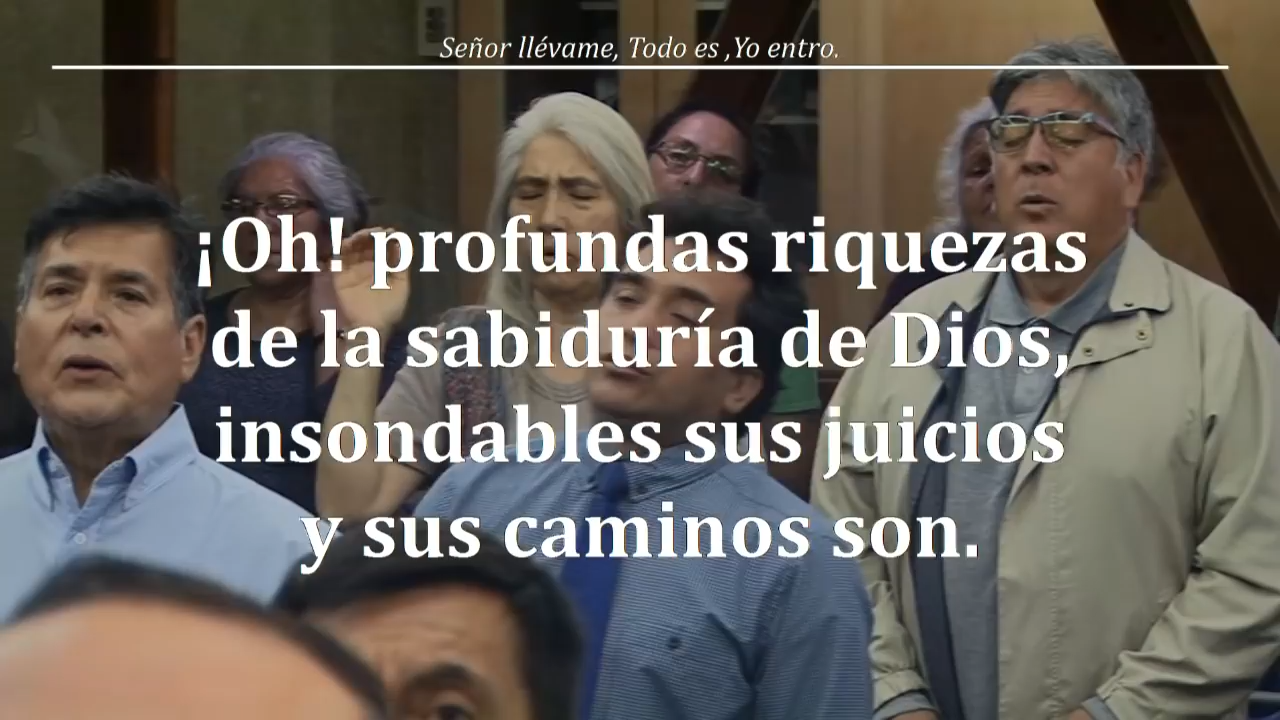 Señor llévame, Todo es ,Yo entro.
¡Oh! profundas riquezas
de la sabiduría de Dios,
insondables sus juicios
y sus caminos son.